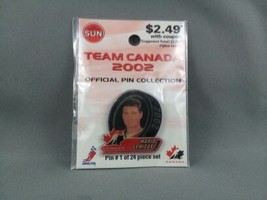 SUN
$2.49
with coupon
TEAM CANADA
2002
OFFICIAL PIN COLLECTION
MARIO
LEMIEUX
Pin # 1 of 24 piece set